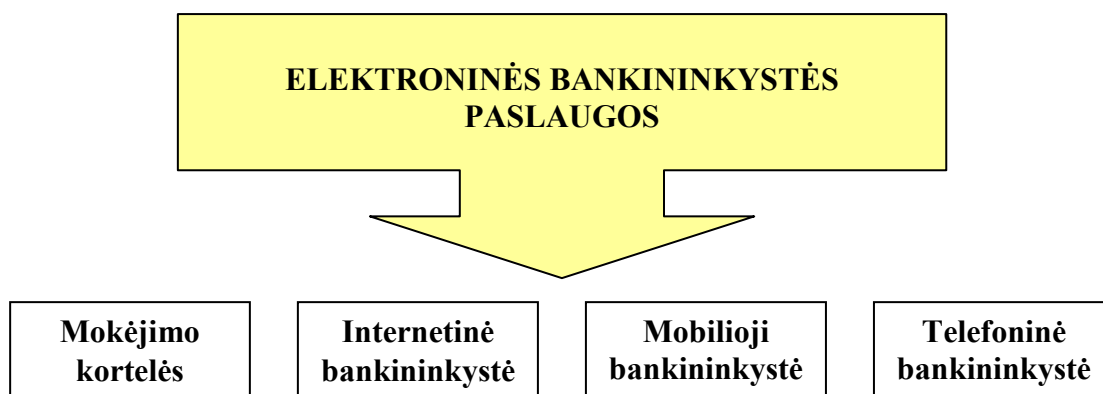 ELEKTRONINĖS BANKININKYSTĖS
PASLAUGOS
Mokėjimo
kortelės
Internetinė
bankininkystė
Mobilioji
bankininkystė
Telefoninė
bankininkystė